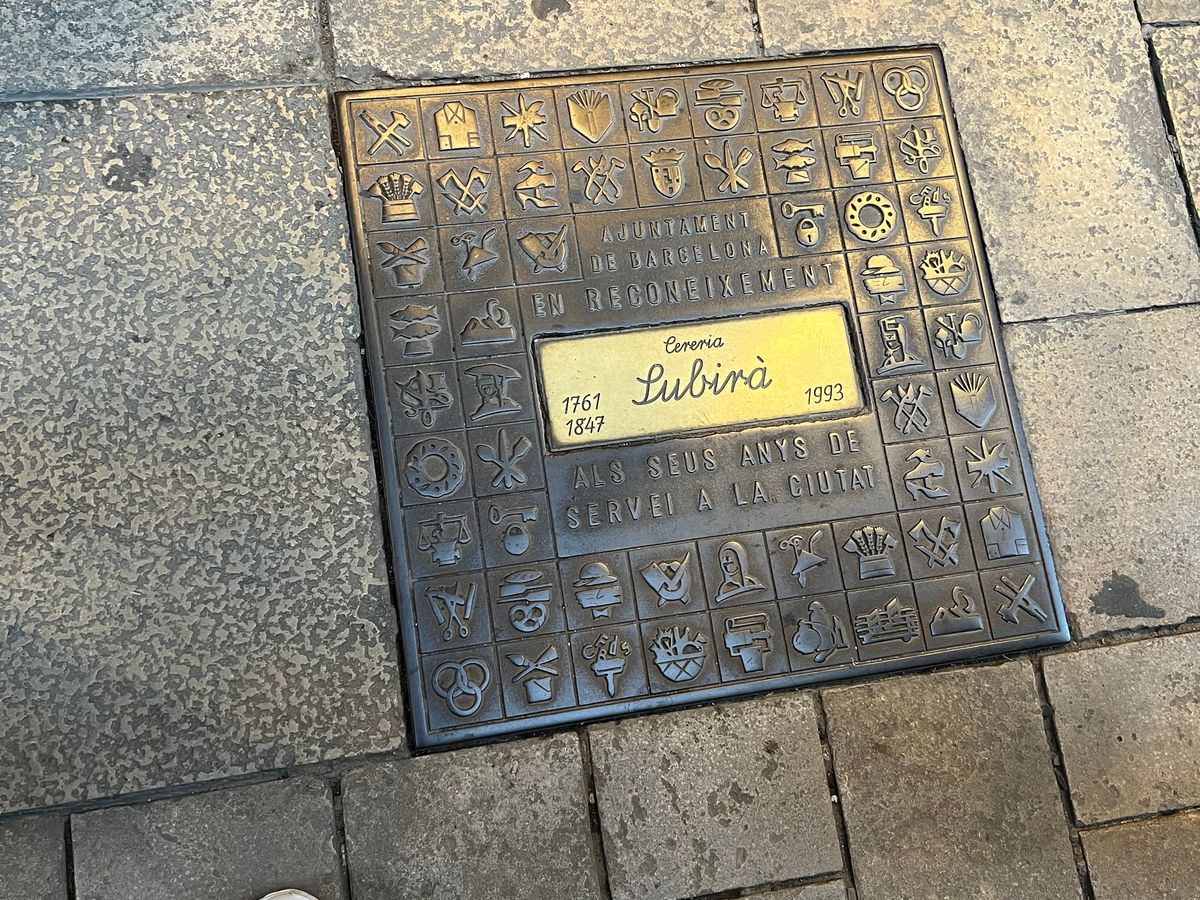 AJUNTAMENT
DE BARCELONA
EN RECONEIXEMENT
Cereria
Subirà
1761
1847
1993
ALS SEUS ANYS DE
SERVEI A LA CIUTAT